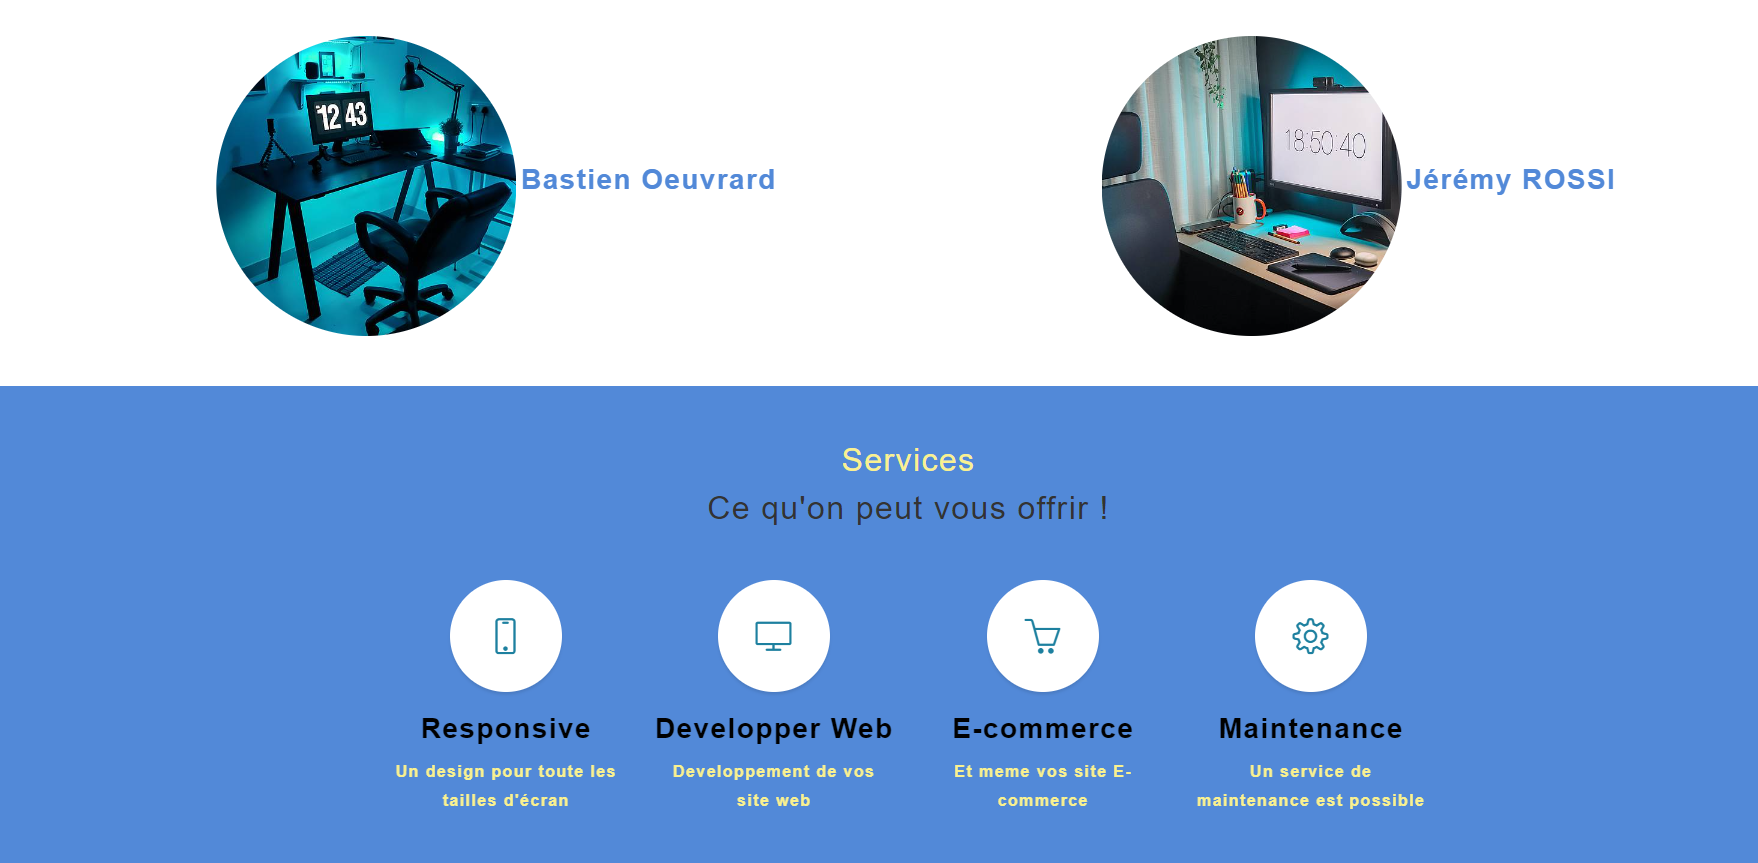 12 43
Bastien Oeuvrard
18:50:40
Jérémy ROSSI
Services
Ce qu'on peut vous offrir !
Responsive
Developper Web
E-commerce
Maintenance
Un design pour toute les
tailles d'écran
Developpement de vos
site web
Et meme vos site E-
commerce
Un service de
maintenance est possible